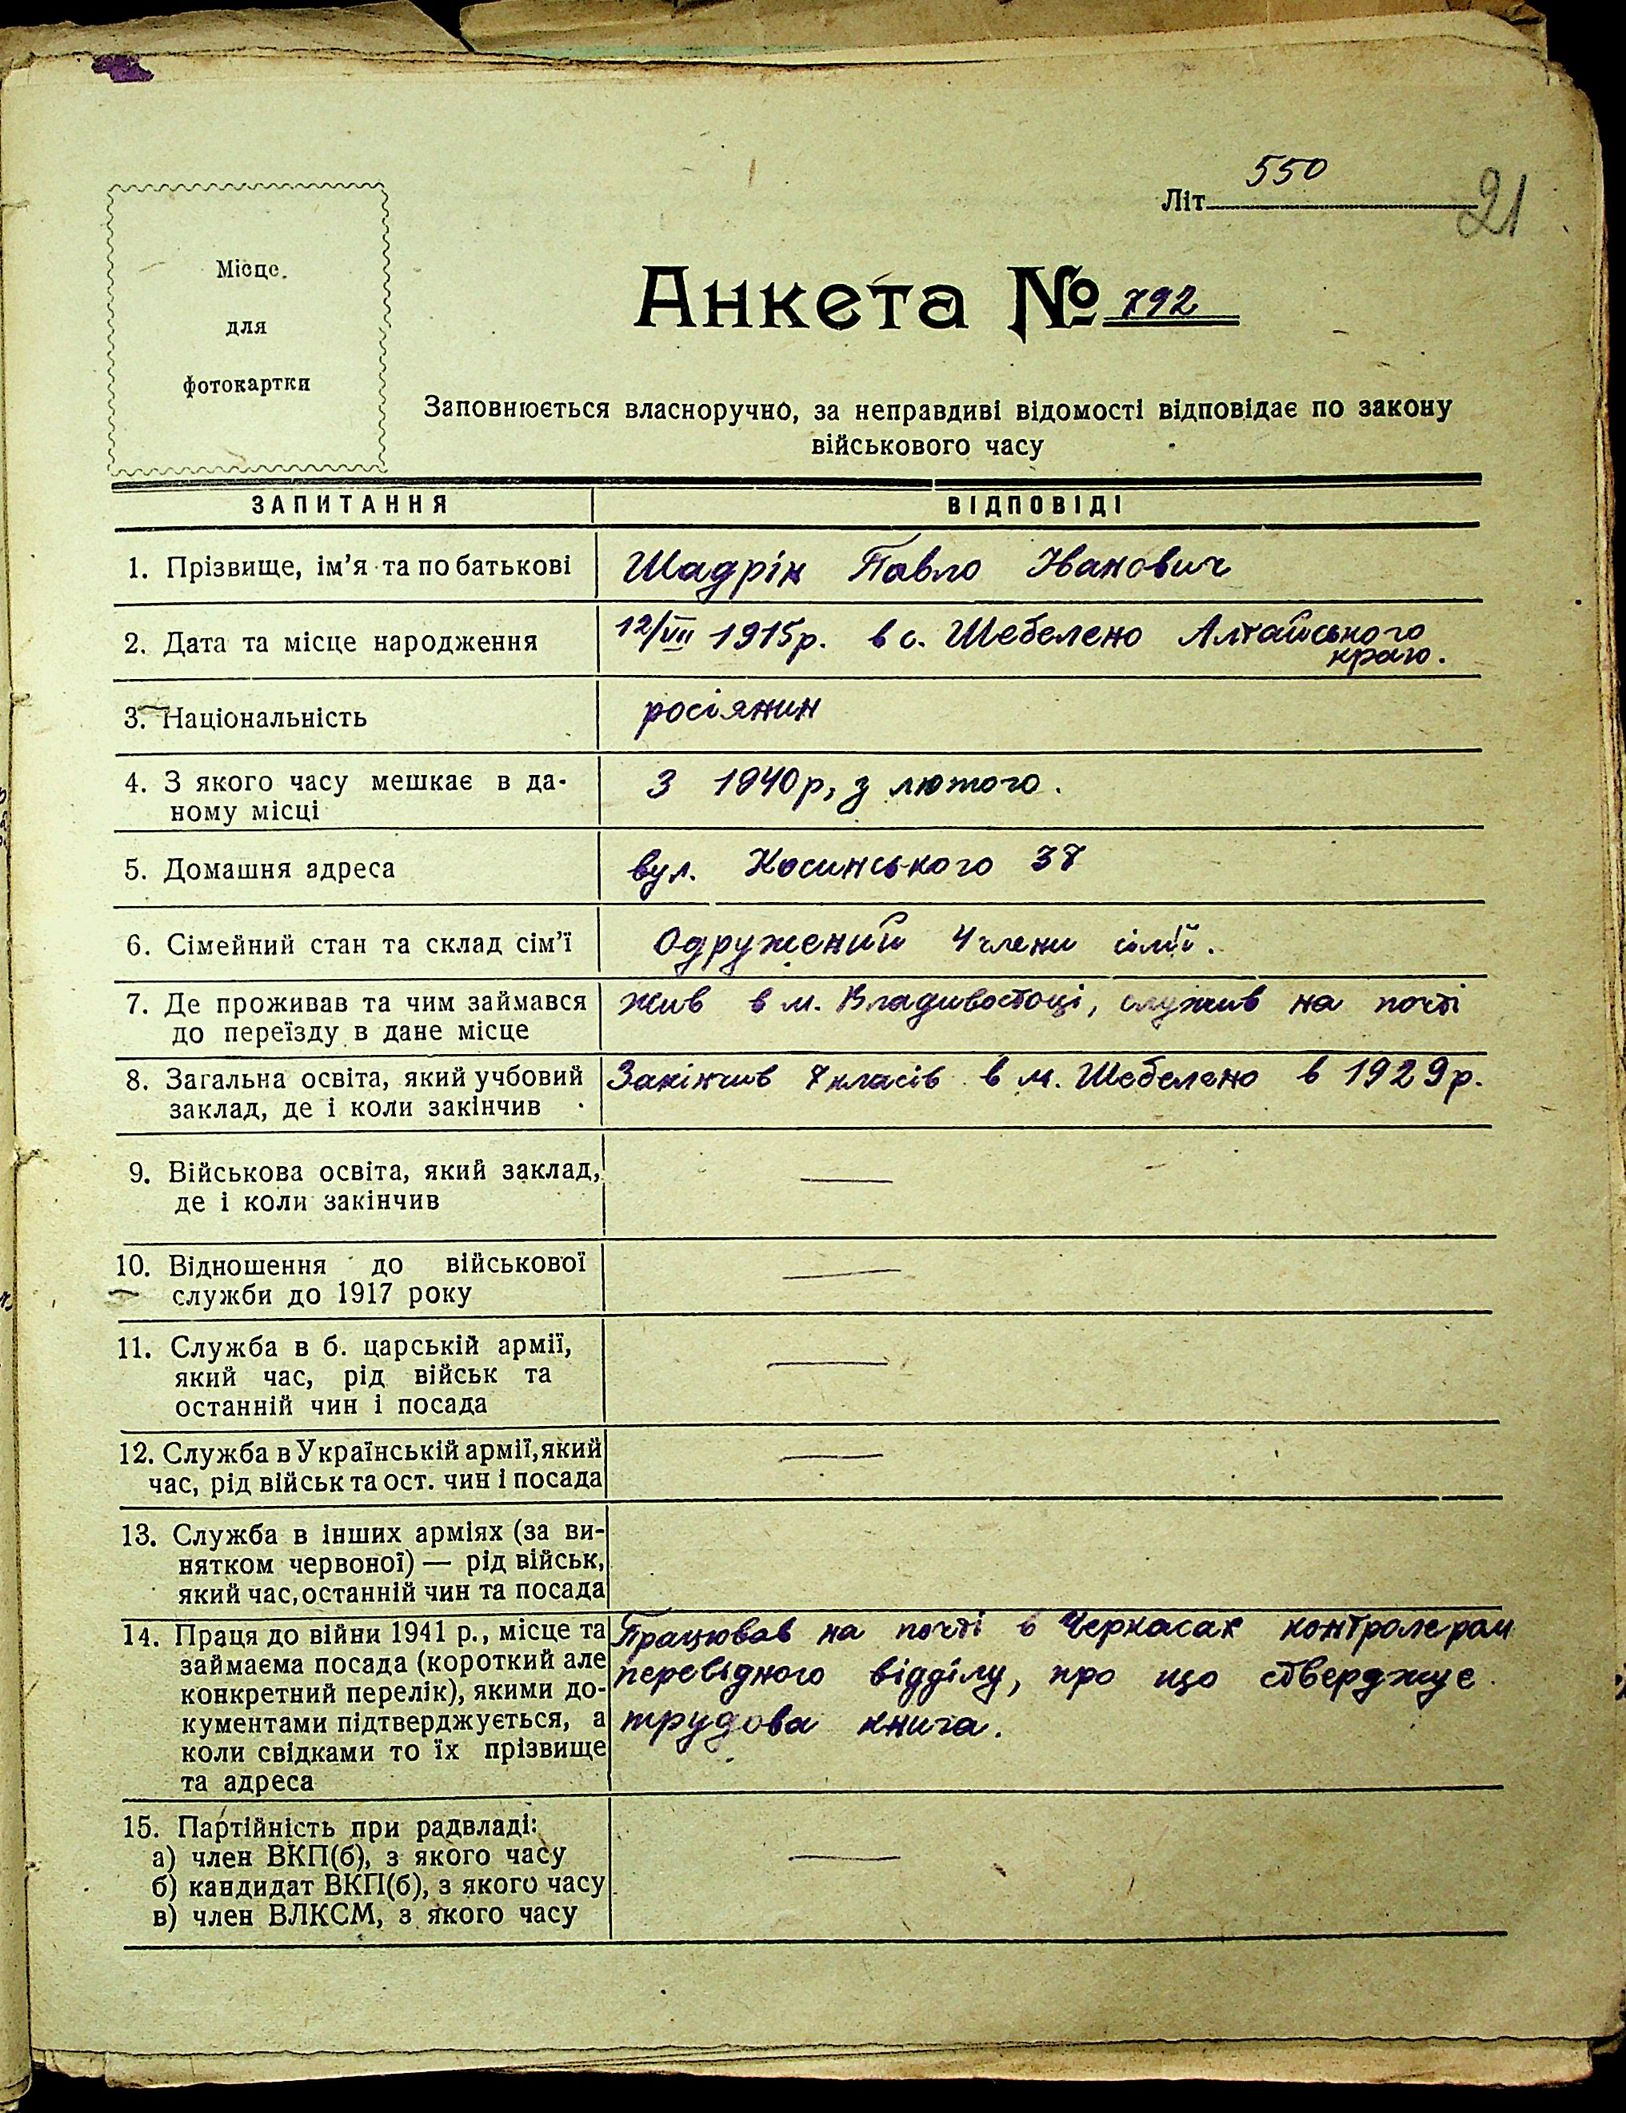 550
Літ
21
Місце
для
фотокартки
Анкета № 792
Заповнюється власноручно, за неправдиві відомості відповідає по закону
військового часу
ЗАПИТАННЯ ВІДПОВІДІ
1. Прізвище, ім'я та по батькові Шадрін Павло Іванович
2. Дата та місце народження 12/VII 1915р. в с. Шебелено Алтайського
краю.
3. Національність росіянин
4. З якого часу мешкає в да- З 1940р, з лютого.
ному місці
5. Домашня адреса вул. Косинського 37
6. Сімейний стан та склад сім'ї Одружений 4 члени сімї.
7. Де проживав та чим займався жив в м. Владивостоці, служив на почті
до переїзду в дане місце
8. Загальна освіта, який учбовий Закінчив 7 класів в м. Шебелено в 1929р.
заклад, де і коли закінчив
9. Військова освіта, який заклад, —
де і коли закінчив
10. Відношення до військової —
служби до 1917 року
11. Служба в б. царській армії, —
який час, рід військ та
останній чин і посада
12. Служба в Українській армії, який —
час, рід військ та ост. чин і посада
13. Служба в інших арміях (за ви-
нятком червоної) — рід військ,
який час, останній чин та посада
14. Праця до війни 1941 р., місце та Працював на почті в Черкасах контролером
займаєма посада (короткий але перевідного відділу, про що стверджує
конкретний перелік), якими до-
кументами підтверджується, а трудова книга.
коли свідками то їх прізвище
та адреса
15. Партійність при радвладі:
а) член ВКП(б), з якого часу —
б) кандидат ВКП(б), з якого часу
в) член ВЛКСМ, з якого часу